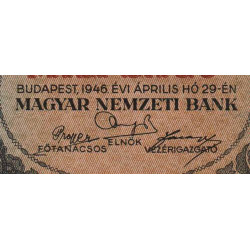 BUDAPEST, 1946 ÉVI ÁPRILIS HÓ 29-ÉN
MAGYAR NEMZETI BANK
ELNÖK
FŐTANÁCSOS VEZÉRIGAZGATÓ